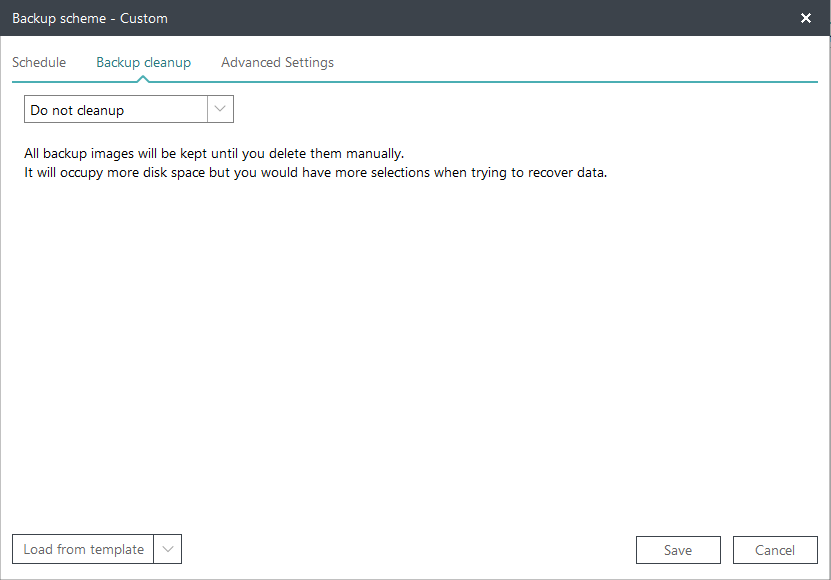 Backup scheme - Custom
Schedule Backup cleanup Advanced Settings
Do not cleanup
All backup images will be kept until you delete them manually.
It will occupy more disk space but you would have more selections when trying to recover data.
Load from template Save Cancel